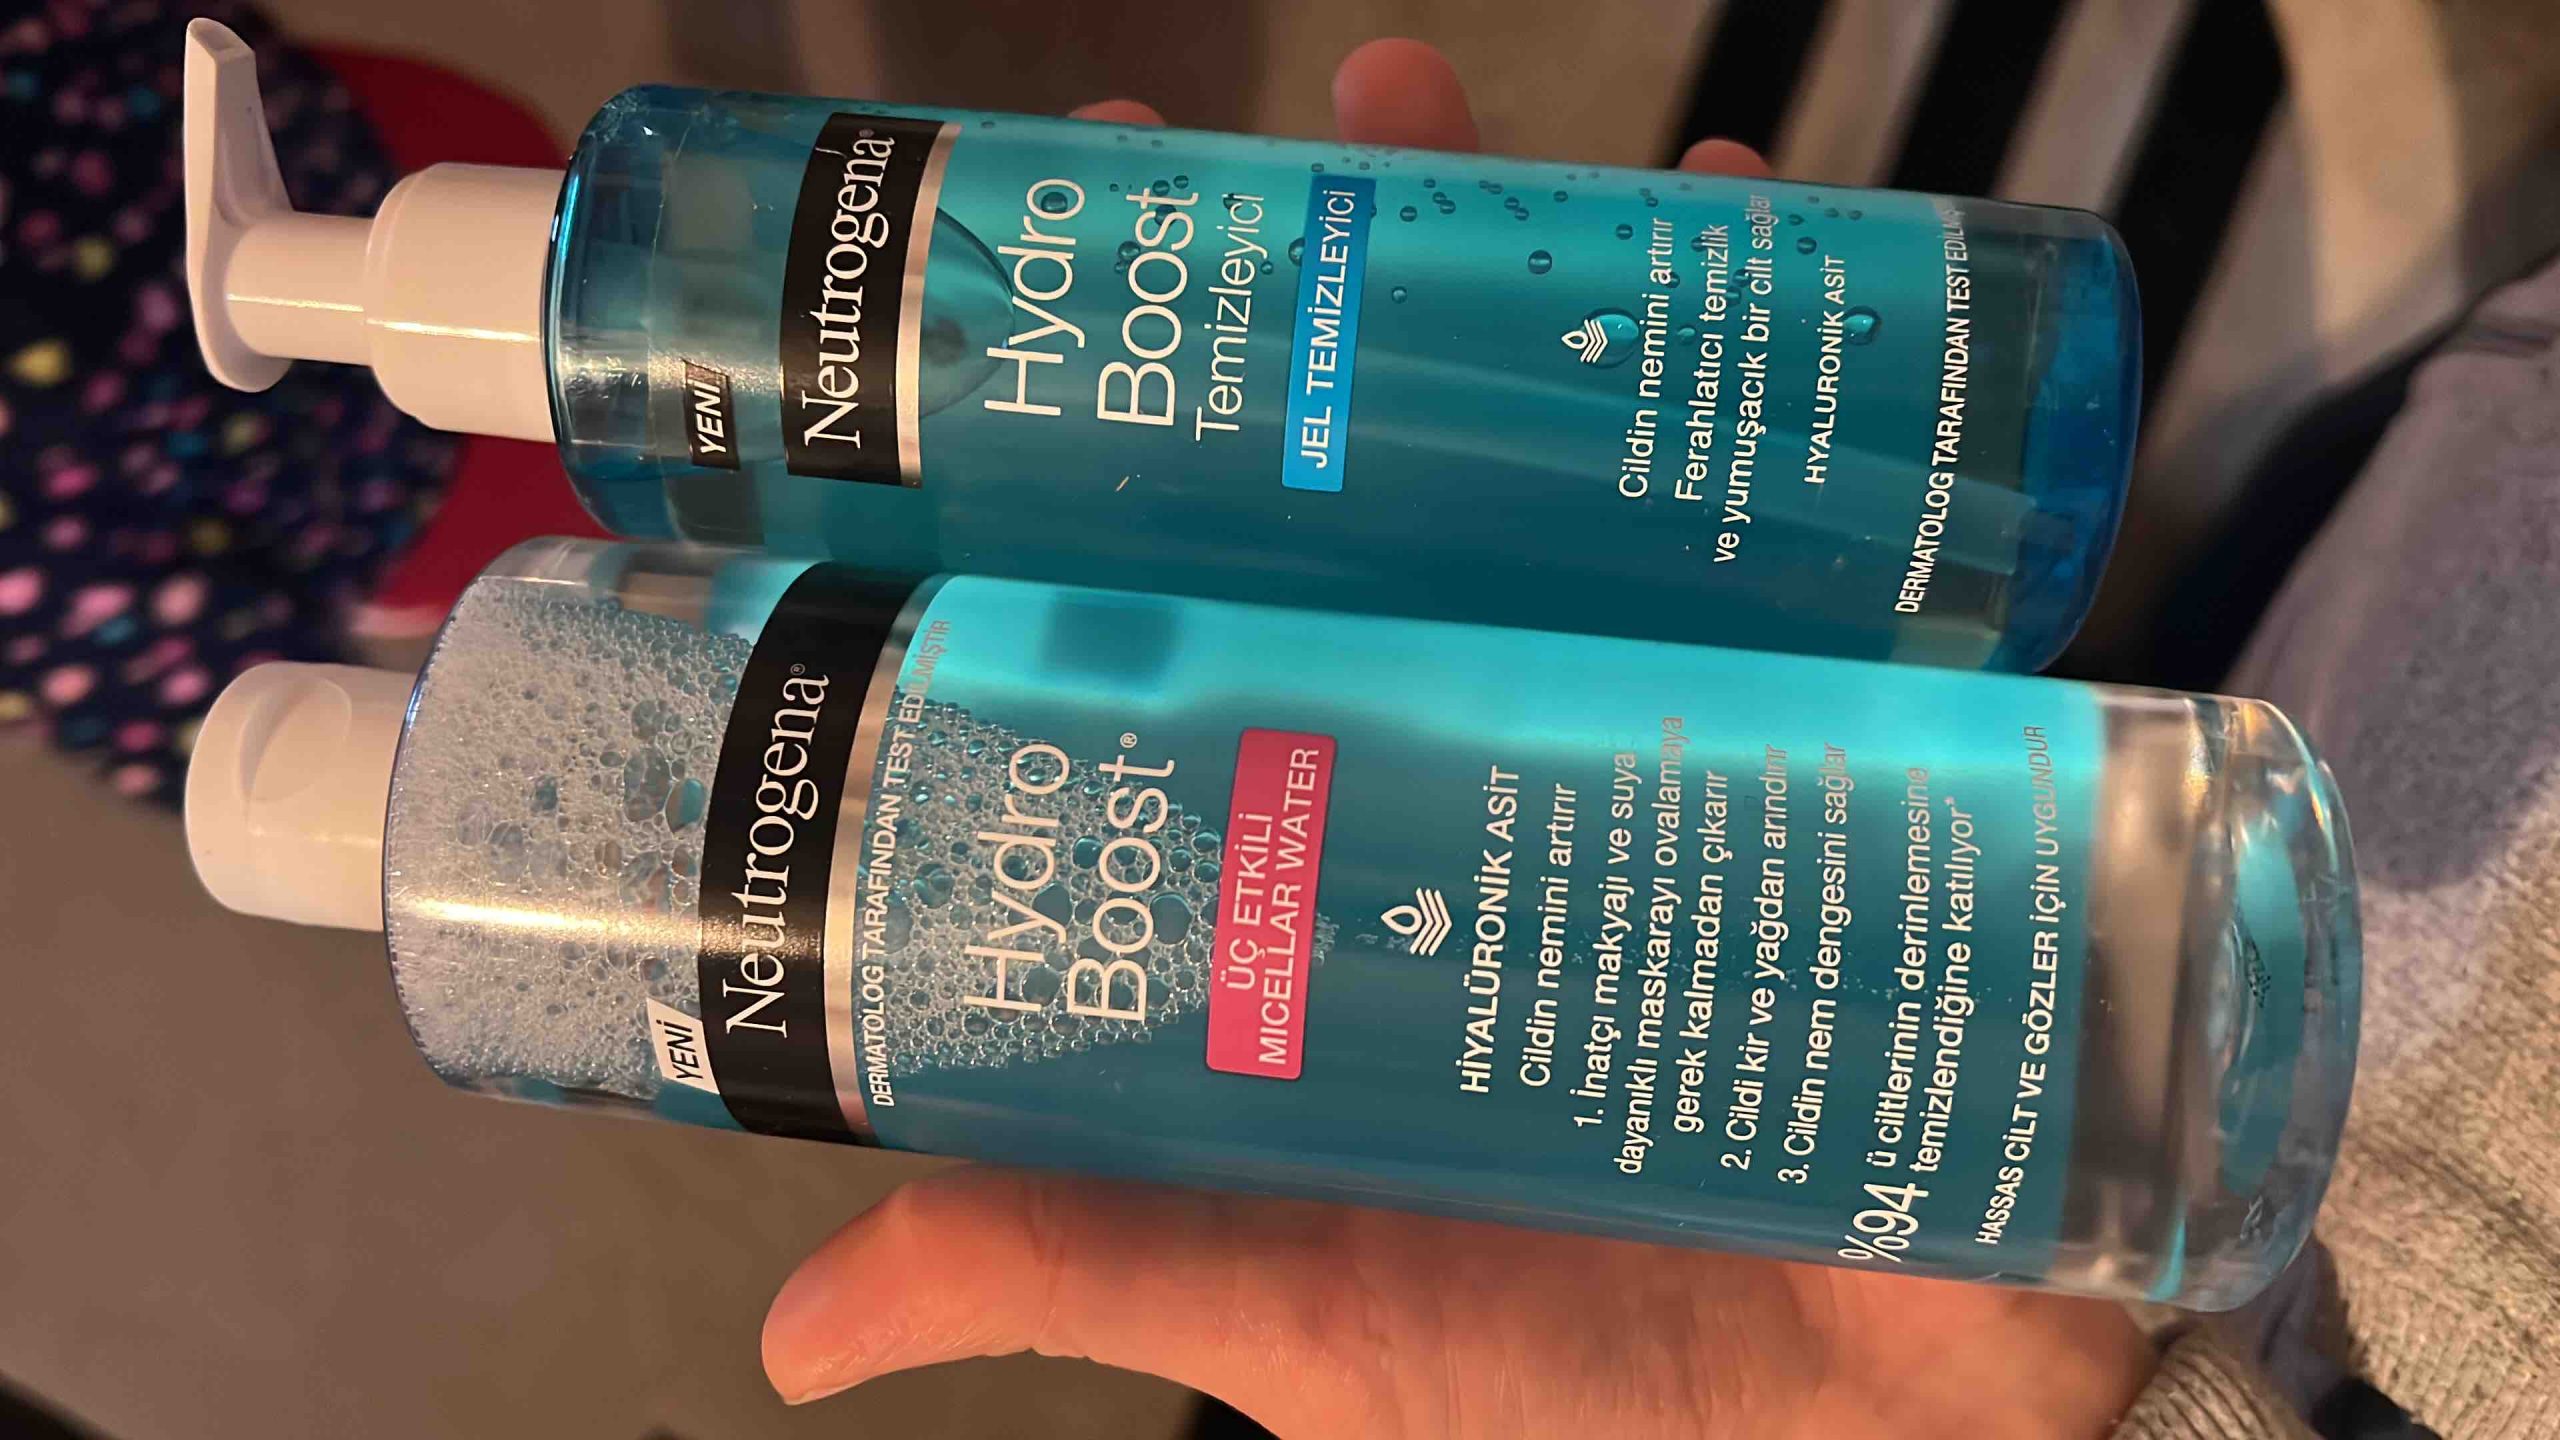 YENİ
Neutrogena®
Hydro
Boost
Temizleyici
JEL TEMİZLEYİCİ
Cildin nemini artırır
Ferahlatıcı temizlik
ve yumuşacık bir cilt sağlar
HYALURONİK ASİT
DERMATOLOG TARAFINDAN TEST
YENİ
Neutrogena®
DERMATOLOG TARAFINDAN TEST EDİLMİŞTİR
Hydro
Boost®
ÜÇ ETKİLİ
MICELLAR WATER
HİYALÜRONİK ASİT
Cildin nemini artırır
1. İnatçı makyajı ve suya
dayanıklı maskarayı ovalamaya
gerek kalmadan çıkarır
2. Cildi kir ve yağdan arındırır
3. Cildin nem dengesini sağlar
%94 ü ciltlerinin derinlemesine
temizlendiğine katılıyor*
HASSAS CİLT VE GÖZLER İÇİN UYGUNDUR